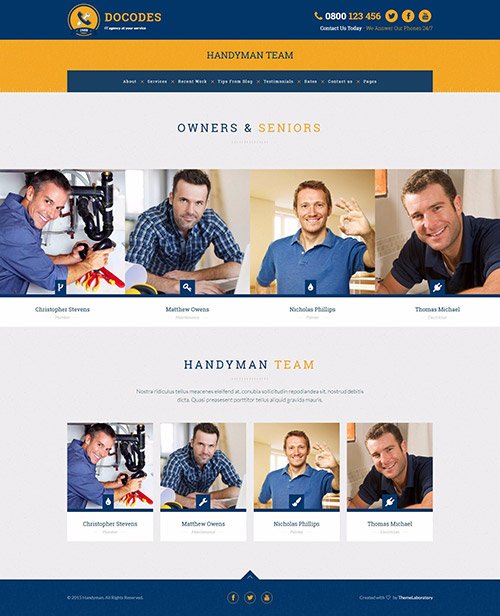 DOCODES
IT agency at your service
1990
0800 123 456
Contact Us Today - We Answer Our Phones 24/7
HANDYMAN TEAM
About × Services × Recent Work × Tips From Blog × Testimonials × Rates × Contact us × Pages
OWNERS & SENIORS
Christopher Stevens Matthew Owens Nicholas Phillips Thomas Michael
Plumber Maintenance Painter Electrician
HANDYMAN TEAM
Nostra ridiculus tellus meacenes eleifend at, conubia sollicitudin repod andea sit, nostrud debitis
dicta. Quasi preasesent porttitor tellus aliquid gravida mauris.
Christopher Stevens Matthew Owens Nicholas Phillips Thomas Michael
Plumber Maintenance Painter Electrician
© 2015 Handyman. All Rights Reserved. Created with ♡ by ThemeLaboratory